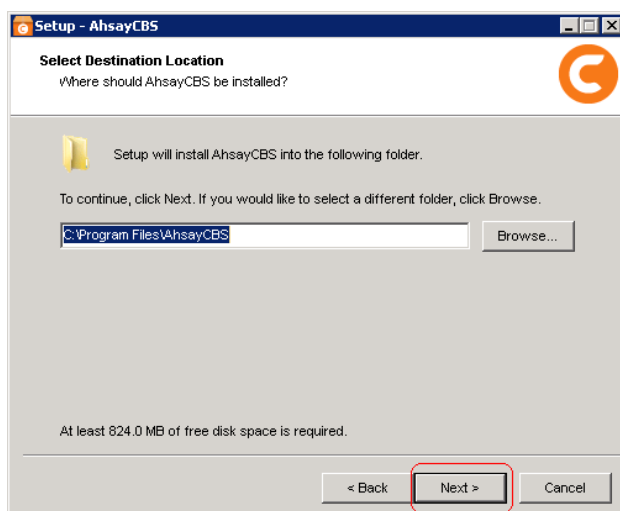 Setup - AhsayCBS
Select Destination Location
Where should AhsayCBS be installed?
Setup will install AhsayCBS into the following folder.
To continue, click Next. If you would like to select a different folder, click Browse.
C:\Program Files\AhsayCBS
Browse...
At least 824.0 MB of free disk space is required.
< Back
Next >
Cancel